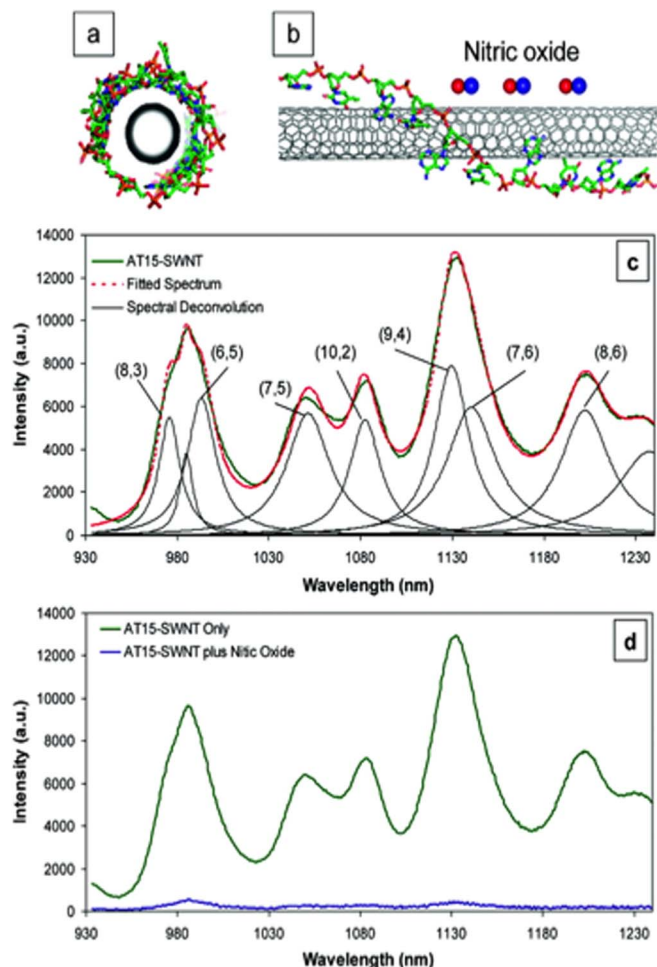 a
b
Nitric oxide
14000
12000
10000
8000
6000
4000
2000
0
Intensity (a.u.)
AT15-SWNT
Fitted Spectrum
Spectral Deconvolution
c
(8,3)
(6,5)
(7,5)
(10,2)
(9,4)
(7,6)
(8,6)
930 980 1030 1080 1130 1180 1230
Wavelength (nm)
14000
12000
10000
8000
6000
4000
2000
0
Intensity (a.u.)
AT15-SWNT Only
AT15-SWNT plus Nitic Oxide
d
930 980 1030 1080 1130 1180 1230
Wavelength (nm)